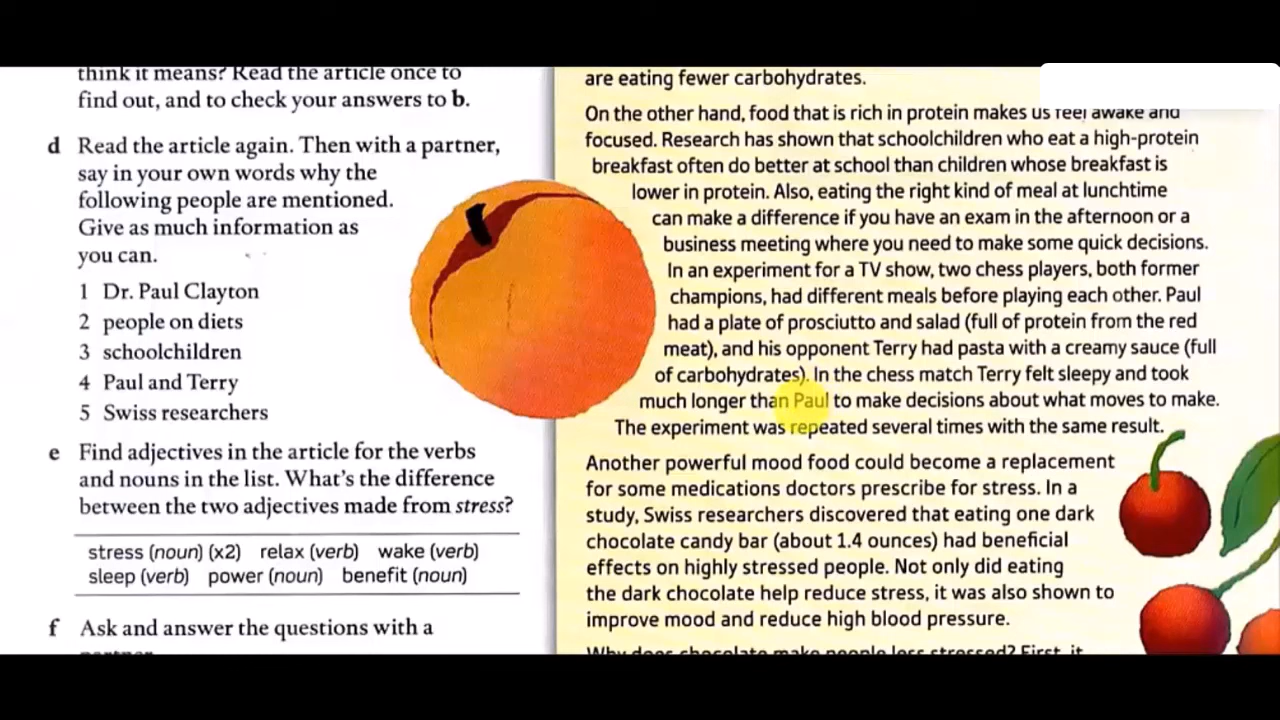 think it means? Read the article once to
find out, and to check your answers to b.
d Read the article again. Then with a partner,
say in your own words why the
following people are mentioned.
Give as much information as
you can.
1 Dr. Paul Clayton
2 people on diets
3 schoolchildren
4 Paul and Terry
5 Swiss researchers
e Find adjectives in the article for the verbs
and nouns in the list. What's the difference
between the two adjectives made from stress?
stress (noun) (x2) relax (verb) wake (verb)
sleep (verb) power (noun) benefit (noun)
f Ask and answer the questions with a
partner.
are eating fewer carbohydrates.
On the other hand, food that is rich in protein makes us feel awake and
focused. Research has shown that schoolchildren who eat a high-protein
breakfast often do better at school than children whose breakfast is
lower in protein. Also, eating the right kind of meal at lunchtime
can make a difference if you have an exam in the afternoon or a
business meeting where you need to make some quick decisions.
In an experiment for a TV show, two chess players, both former
champions, had different meals before playing each other. Paul
had a plate of prosciutto and salad (full of protein from the red
meat), and his opponent Terry had pasta with a creamy sauce (full
of carbohydrates). In the chess match Terry felt sleepy and took
much longer than Paul to make decisions about what moves to make.
The experiment was repeated several times with the same result.
Another powerful mood food could become a replacement
for some medications doctors prescribe for stress. In a
study, Swiss researchers discovered that eating one dark
chocolate candy bar (about 1.4 ounces) had beneficial
effects on highly stressed people. Not only did eating
the dark chocolate help reduce stress, it was also shown to
improve mood and reduce high blood pressure.
Why does chocolate make people less stressed? First, it